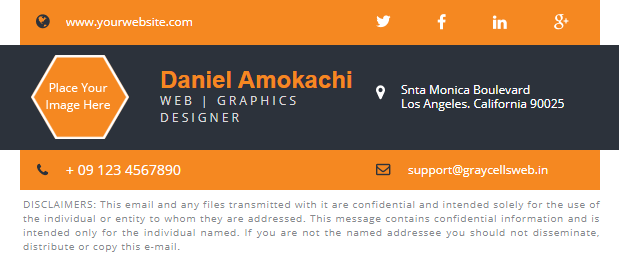 www.yourwebsite.com
Place Your
Image Here
Daniel Amokachi
WEB | GRAPHICS
DESIGNER
Snta Monica Boulevard
Los Angeles. California 90025
+ 09 123 4567890
support@graycellsweb.in
DISCLAIMERS: This email and any files transmitted with it are confidential and intended solely for the use of
the individual or entity to whom they are addressed. This message contains confidential information and is
intended only for the individual named. If you are not the named addressee you should not disseminate,
distribute or copy this e-mail.